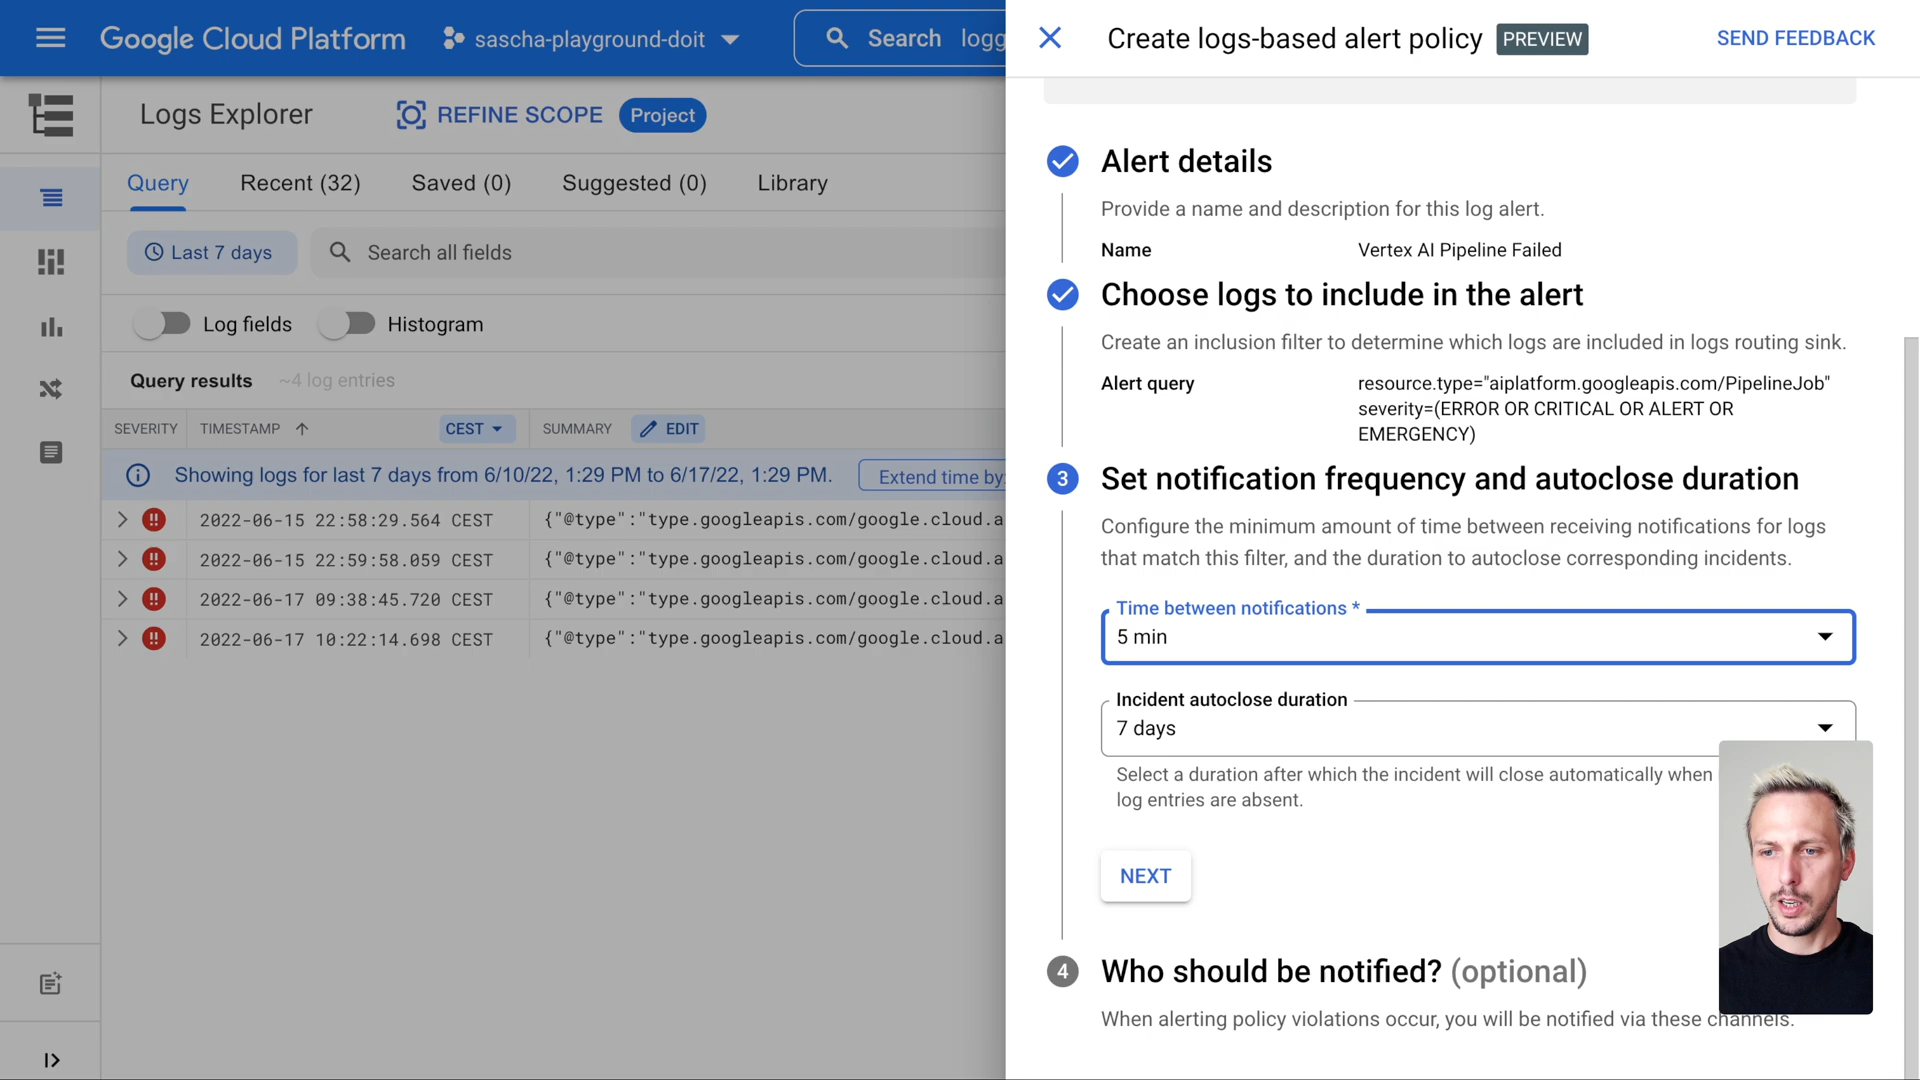 Google Cloud Platform
sascha-playground-doit
Search logg
Logs Explorer
REFINE SCOPE
Project
Query
Recent (32)
Saved (0)
Suggested (0)
Library
Last 7 days
Search all fields
Log fields
Histogram
Query results
~4 log entries
SEVERITY
TIMESTAMP
CEST
SUMMARY
EDIT
Showing logs for last 7 days from 6/10/22, 1:29 PM to 6/17/22, 1:29 PM.
Extend time by:
2022-06-15 22:58:29.564 CEST {"@type":"type.googleapis.com/google.cloud.a
2022-06-15 22:59:58.059 CEST {"@type":"type.googleapis.com/google.cloud.a
2022-06-17 09:38:45.720 CEST {"@type":"type.googleapis.com/google.cloud.a
2022-06-17 10:22:14.698 CEST {"@type":"type.googleapis.com/google.cloud.a
Create logs-based alert policy
PREVIEW
SEND FEEDBACK
Alert details
Provide a name and description for this log alert.
Name Vertex AI Pipeline Failed
Choose logs to include in the alert
Create an inclusion filter to determine which logs are included in logs routing sink.
Alert query resource.type="aiplatform.googleapis.com/PipelineJob"
severity=(ERROR OR CRITICAL OR ALERT OR
EMERGENCY)
3 Set notification frequency and autoclose duration
Configure the minimum amount of time between receiving notifications for logs
that match this filter, and the duration to autoclose corresponding incidents.
Time between notifications *
5 min
Incident autoclose duration
7 days
Select a duration after which the incident will close automatically when
log entries are absent.
NEXT
4 Who should be notified? (optional)
When alerting policy violations occur, you will be notified via these channels.